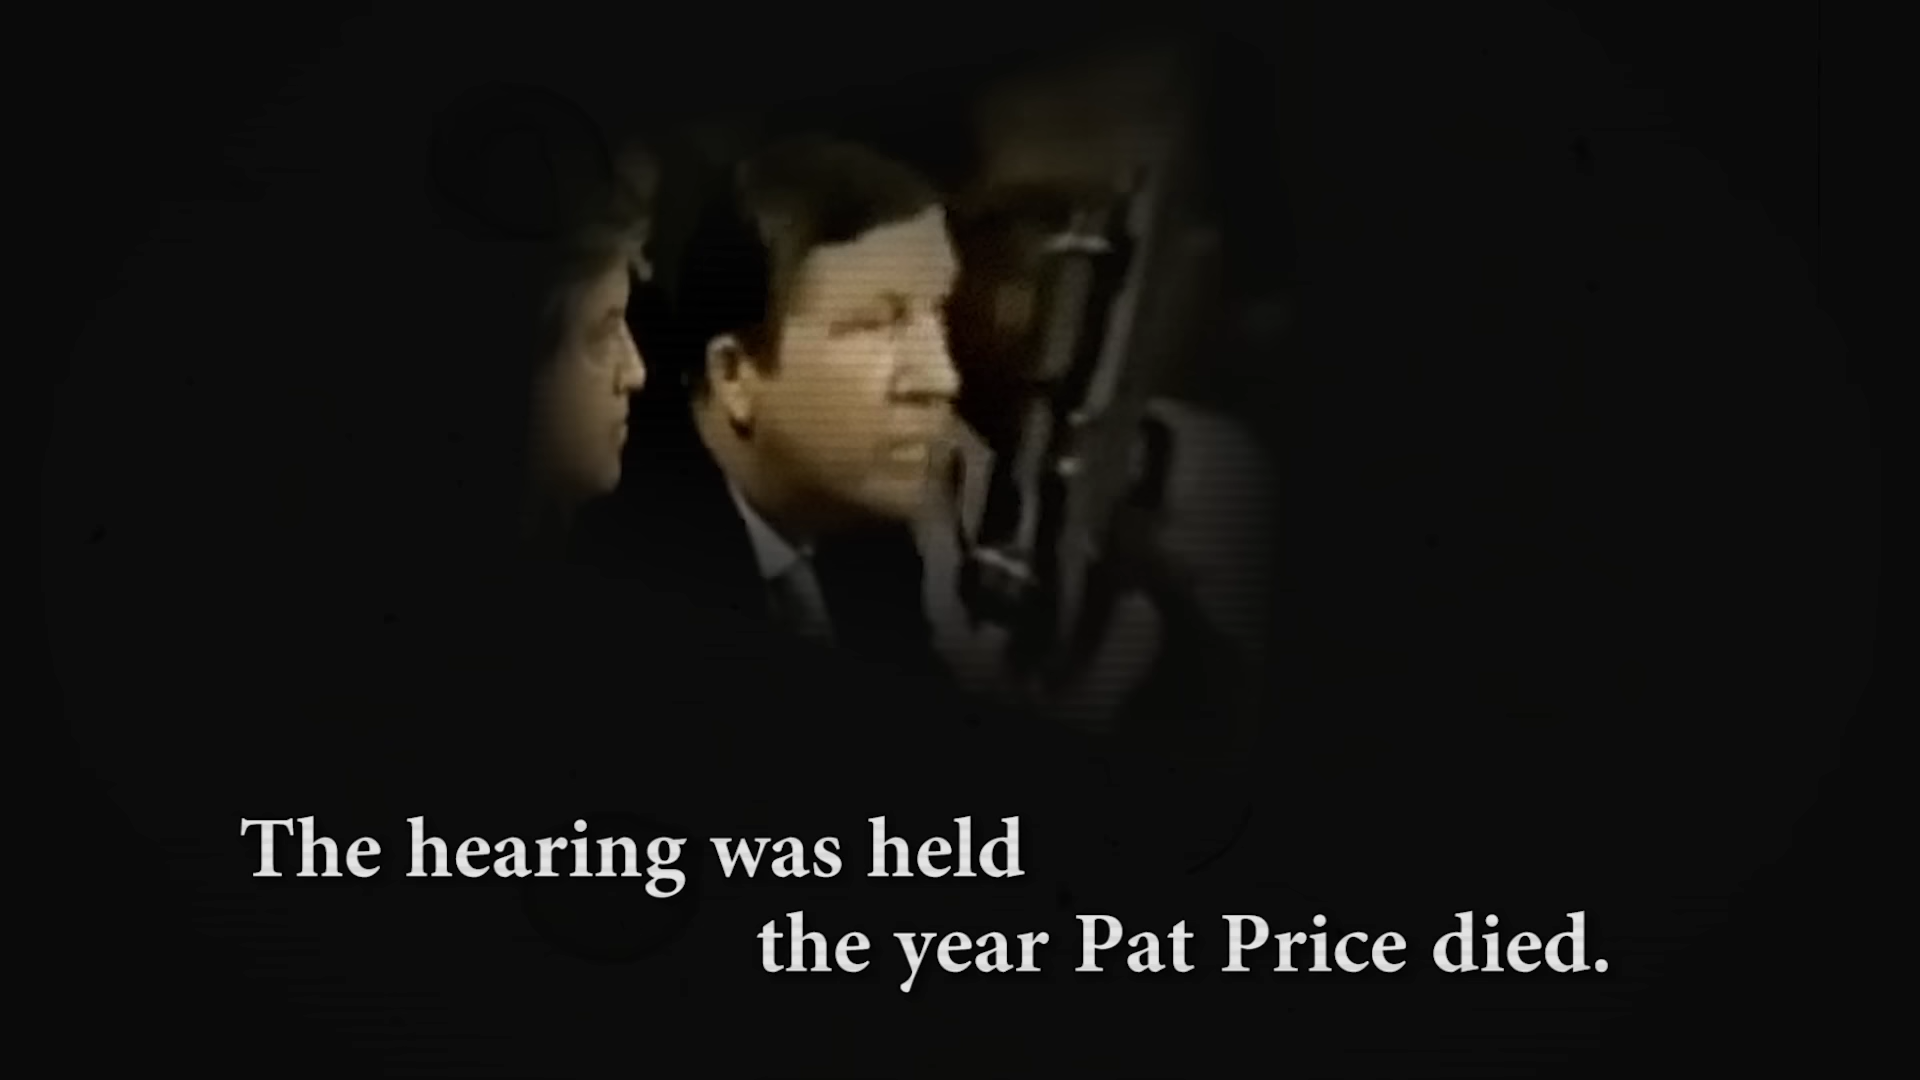 The hearing was held
the year Pat Price died.